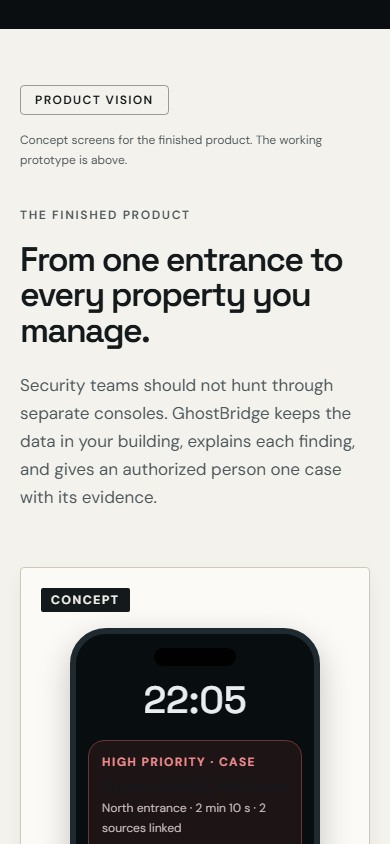 PRODUCT VISION
Concept screens for the finished product. The working
prototype is above.
THE FINISHED PRODUCT
From one entrance to
every property you
manage.
Security teams should not hunt through
separate consoles. GhostBridge keeps the
data in your building, explains each finding,
and gives an authorized person one case
with its evidence.
CONCEPT
22:05
HIGH PRIORITY · CASE
North entrance · 2 min 10 s · 2
sources linked